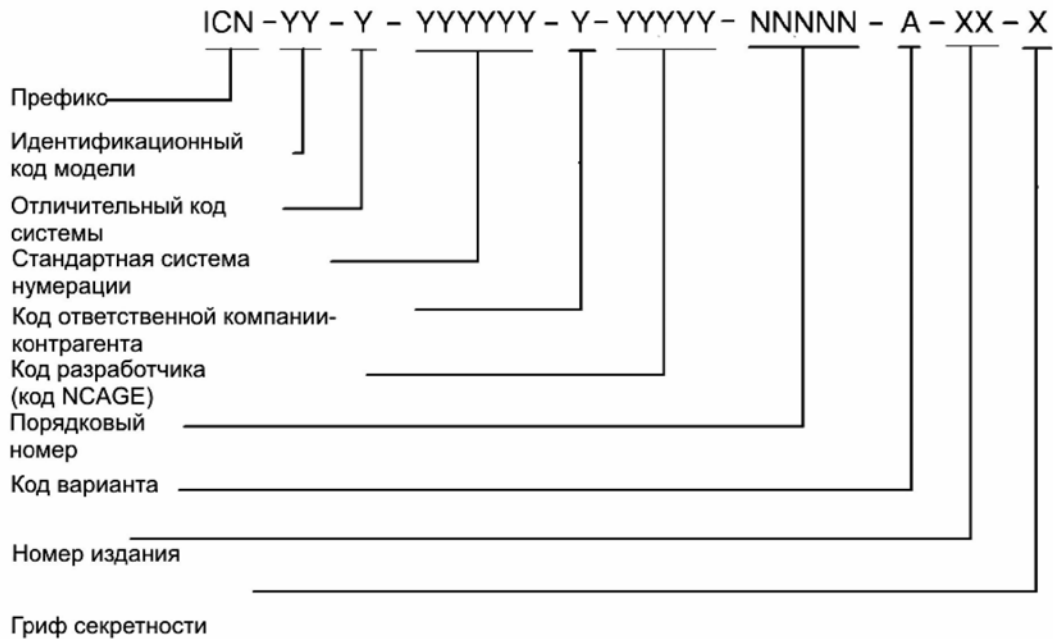 ICN – YY – Y – YYYYYY – Y – YYYYY – NNNNN – A – XX – X
Префикс
Идентификационный
код модели
Отличительный код
системы
Стандартная система
нумерации
Код ответственной компании-
контрагента
Код разработчика
(код NCAGE)
Порядковый
номер
Код варианта
Номер издания
Гриф секретности